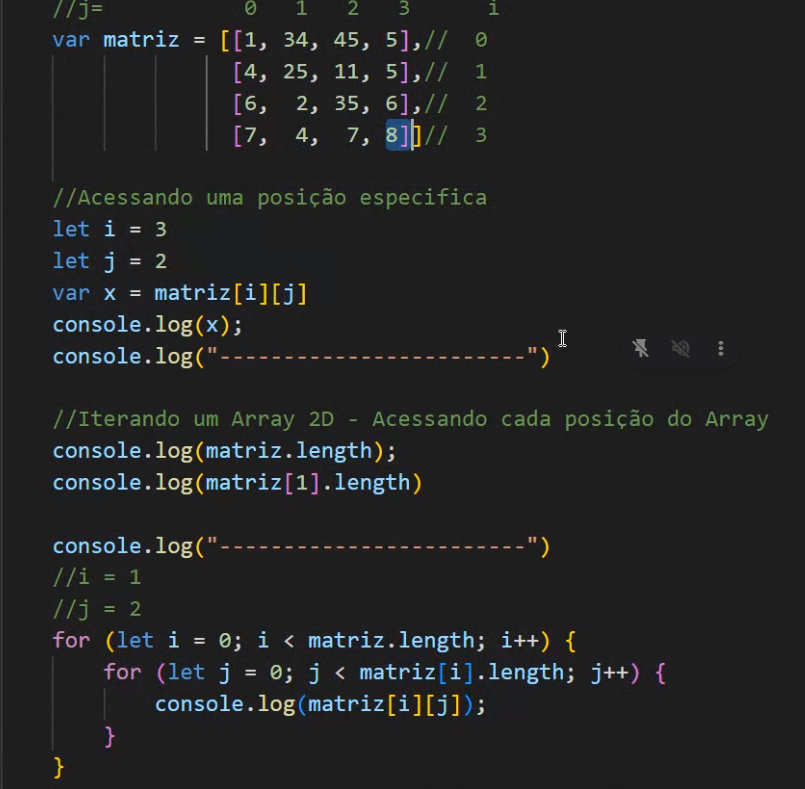 //j=           0   1   2   3      i
var matriz = [[1, 34, 45, 5],//  0
              [4, 25, 11, 5],//  1
              [6,  2, 35, 6],//  2
              [7,  4,  7, 8]]//  3
//Acessando uma posição especifica
let i = 3
let j = 2
var x = matriz[i][j]
console.log(x);
console.log("------------------------")
//Iterando um Array 2D - Acessando cada posição do Array
console.log(matriz.length);
console.log(matriz[1].length)
console.log("------------------------")
//i = 1
//j = 2
for (let i = 0; i < matriz.length; i++) {
    for (let j = 0; j < matriz[i].length; j++) {
        console.log(matriz[i][j]);
    }
}